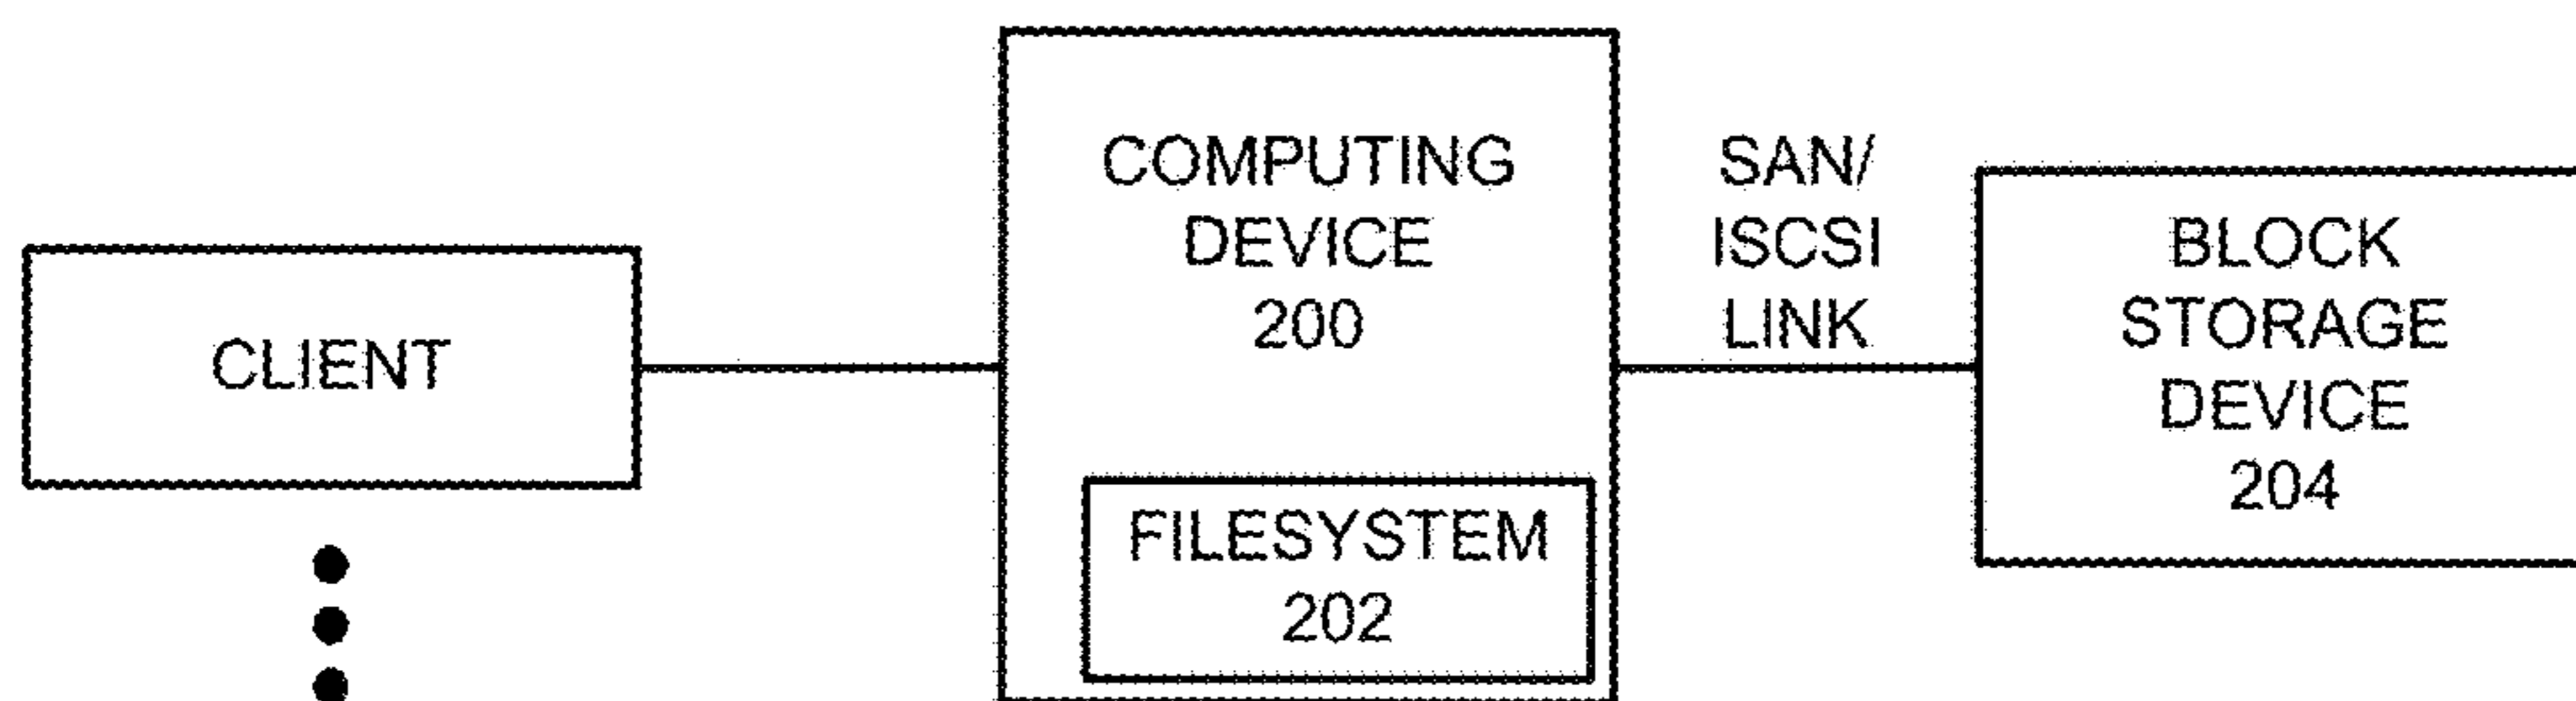 CLIENT
COMPUTING
DEVICE
200
FILESYSTEM
202
SAN/
ISCSI
LINK
BLOCK
STORAGE
DEVICE
204